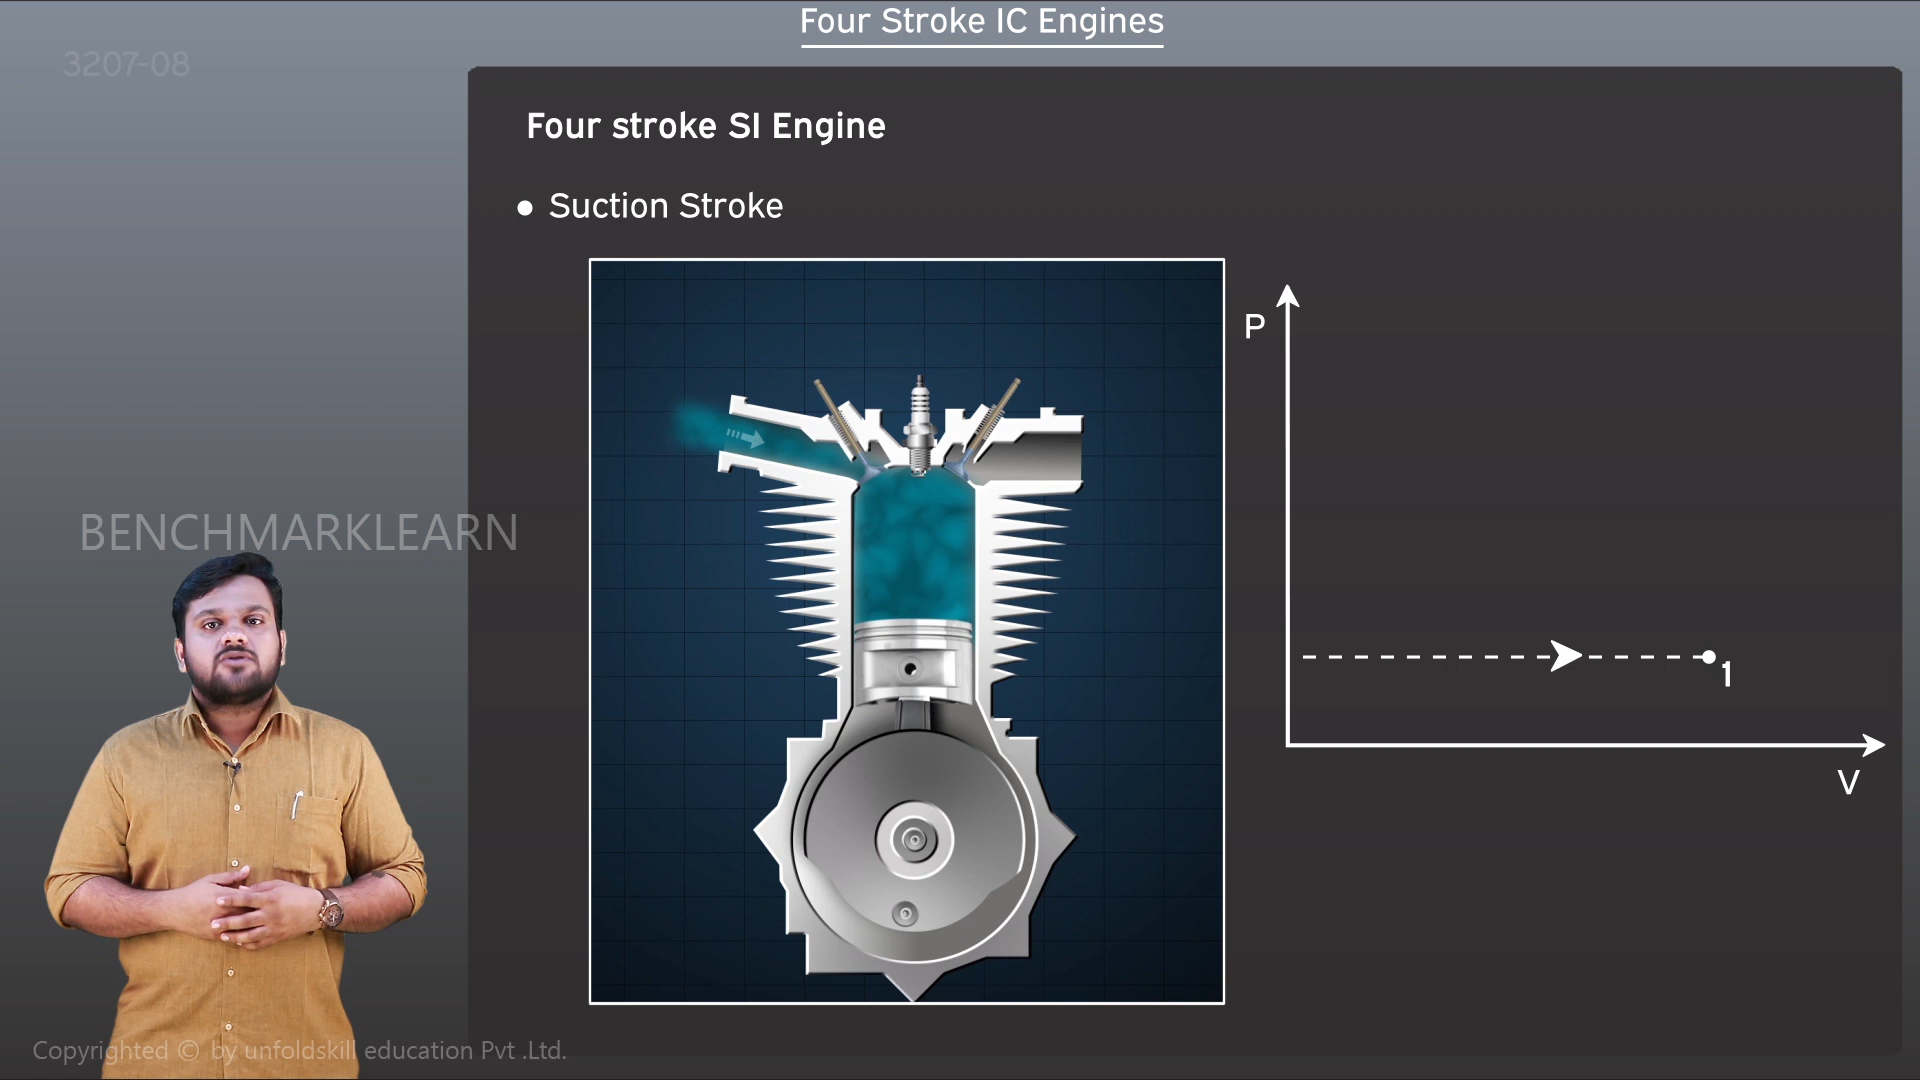 Four Stroke IC Engines
3207-08
Four stroke SI Engine
● Suction Stroke
P
1
V
BENCHMARKLEARN
Copyrighted © by unfoldskill education Pvt .Ltd.